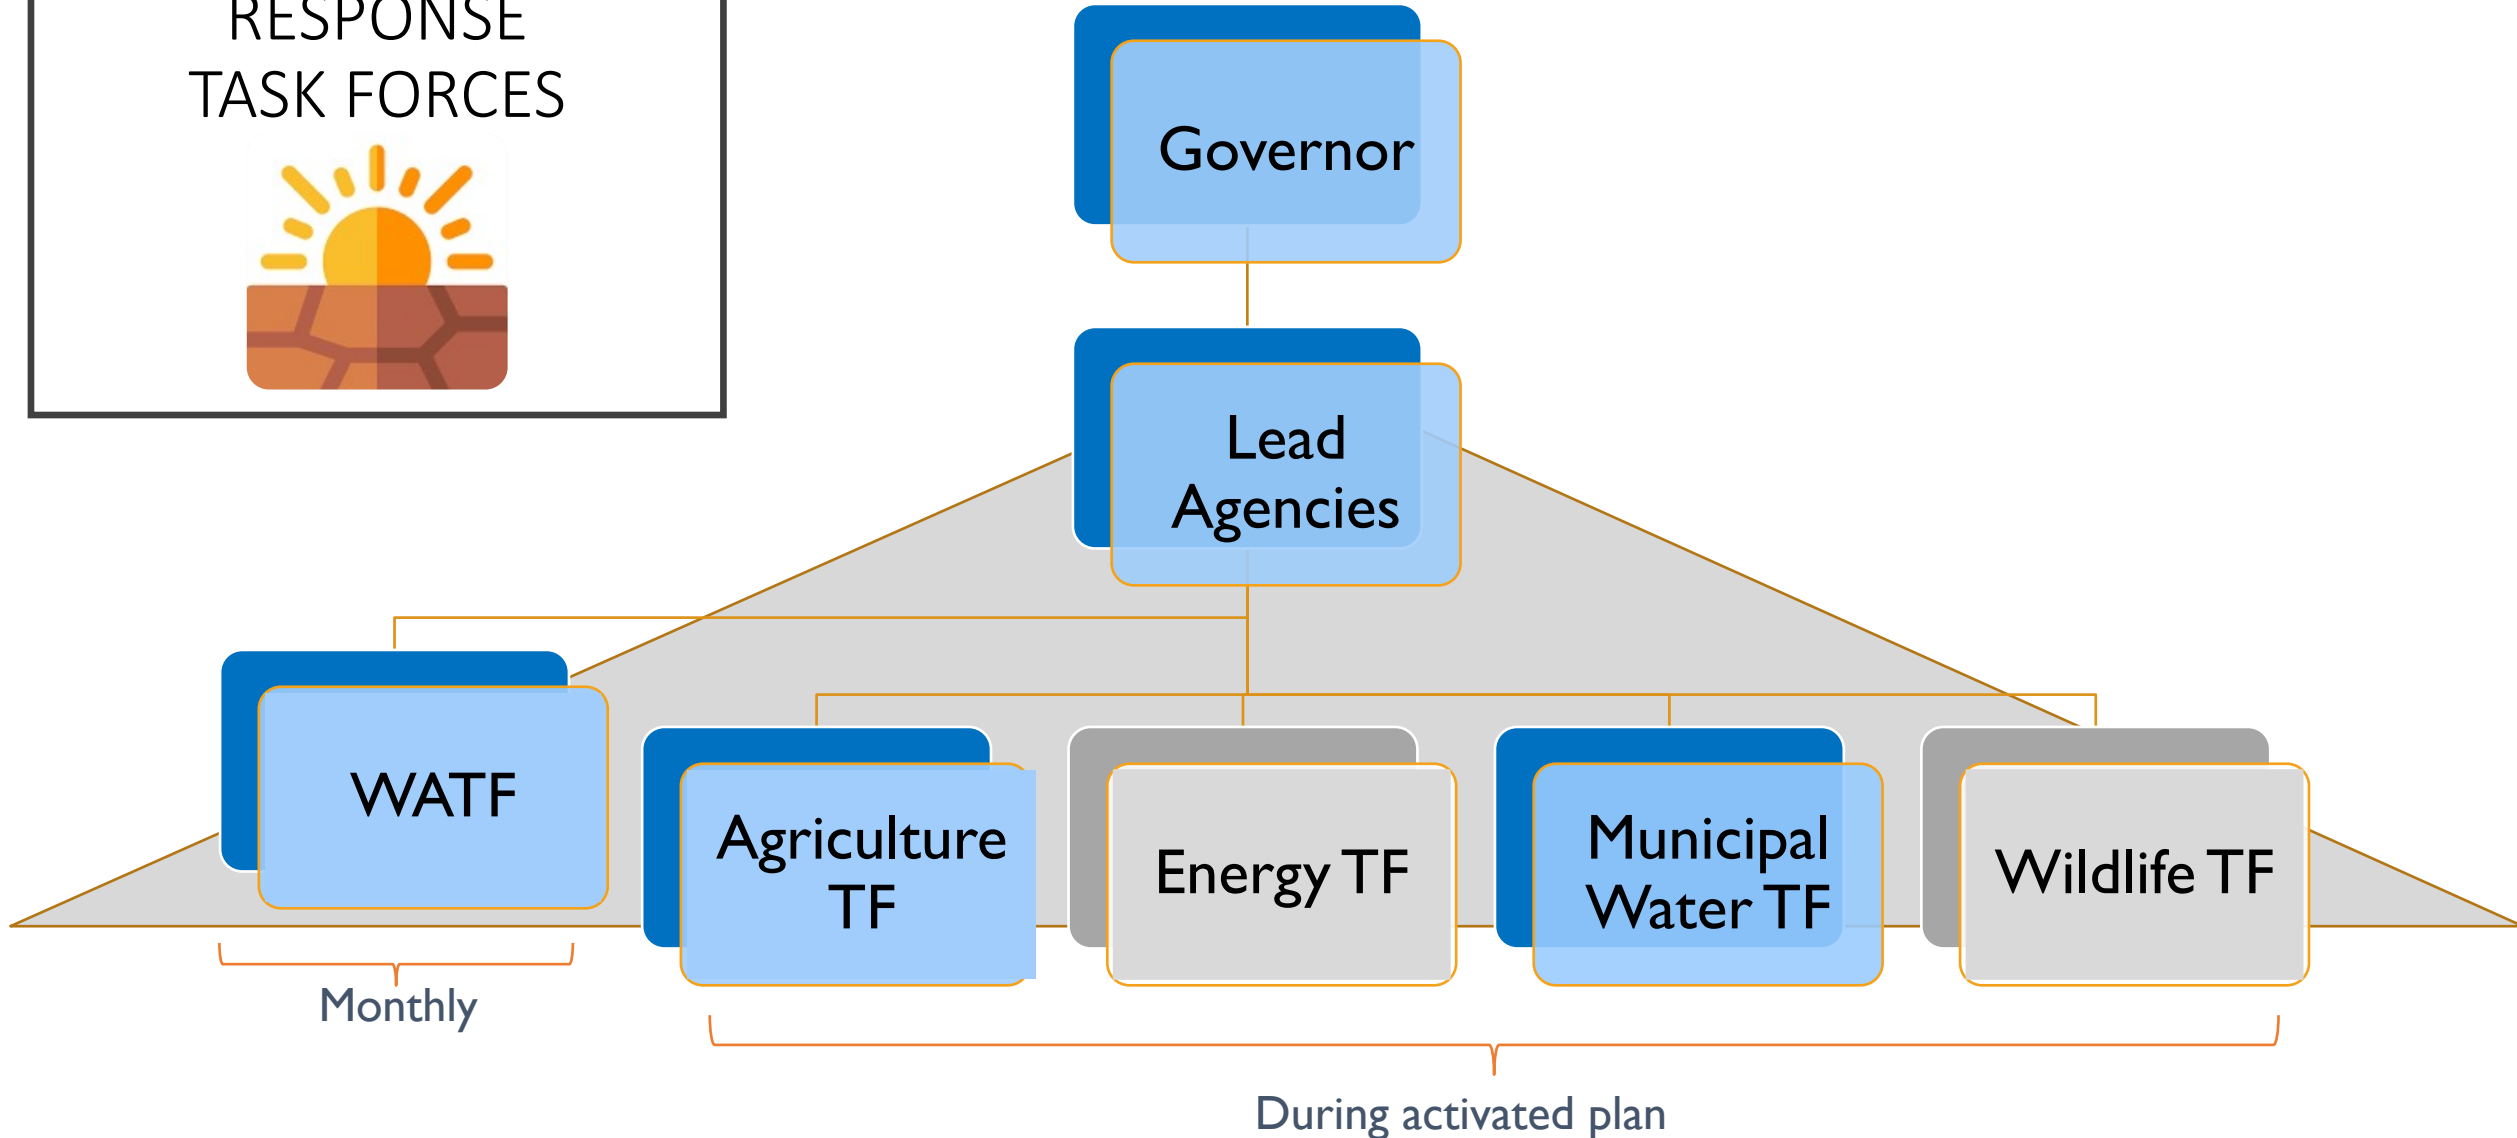 RESPONSE
TASK FORCES
Governor
Lead
Agencies
WATF
Agriculture
TF
Energy TF
Municipal
Water TF
Wildlife TF
Monthly
During activated plan